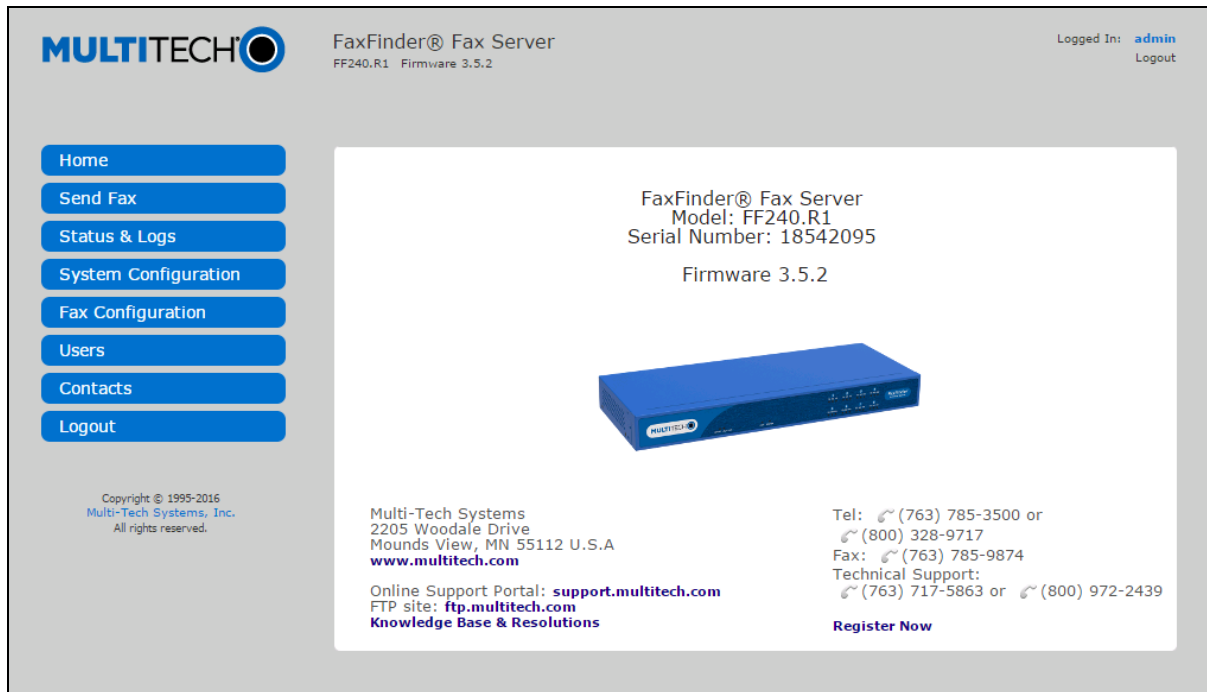 MULTITECH
FaxFinder® Fax Server
FF240.R1 Firmware 3.5.2
Logged In: admin
Logout
Home
Send Fax
Status & Logs
System Configuration
Fax Configuration
Users
Contacts
Logout
Copyright © 1995-2016
Multi-Tech Systems, Inc.
All rights reserved.
FaxFinder® Fax Server
Model: FF240.R1
Serial Number: 18542095
Firmware 3.5.2
MULTITECH
Multi-Tech Systems
2205 Woodale Drive
Mounds View, MN 55112 U.S.A
www.multitech.com
Online Support Portal: support.multitech.com
FTP site: ftp.multitech.com
Knowledge Base & Resolutions
Tel: (763) 785-3500 or
(800) 328-9717
Fax: (763) 785-9874
Technical Support:
(763) 717-5863 or (800) 972-2439
Register Now